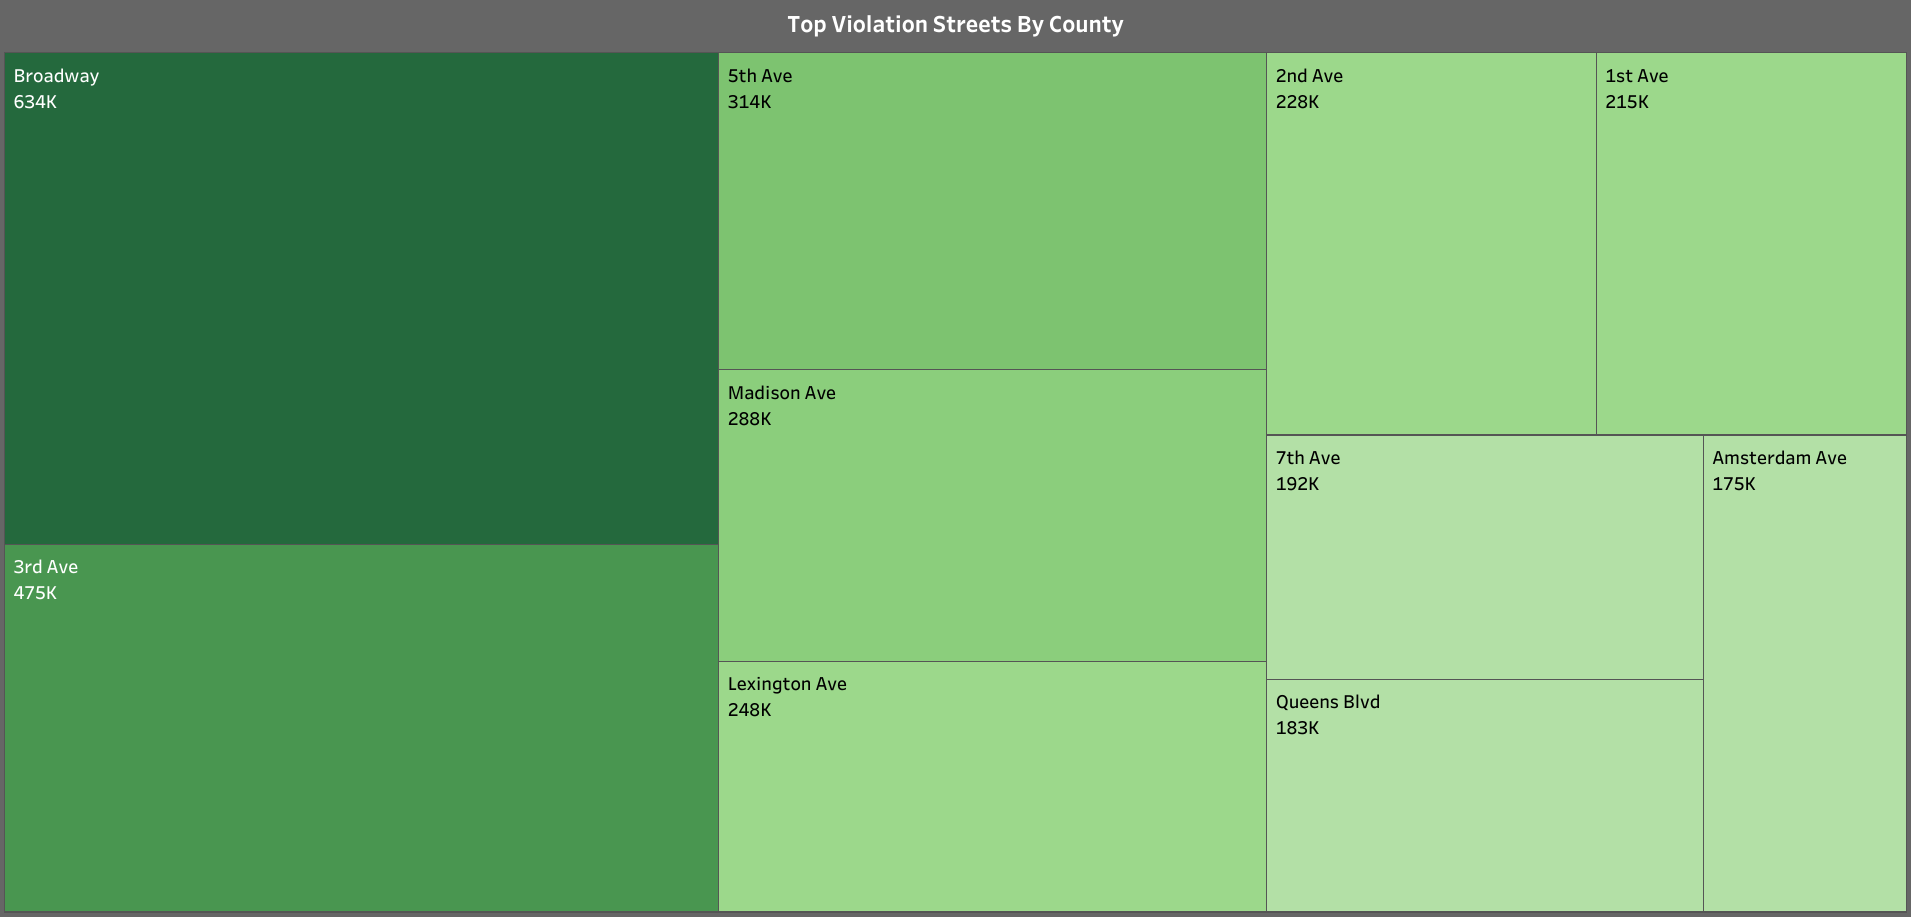 Top Violation Streets By County
Broadway
634K
3rd Ave
475K
5th Ave
314K
Madison Ave
288K
Lexington Ave
248K
2nd Ave
228K
1st Ave
215K
7th Ave
192K
Queens Blvd
183K
Amsterdam Ave
175K